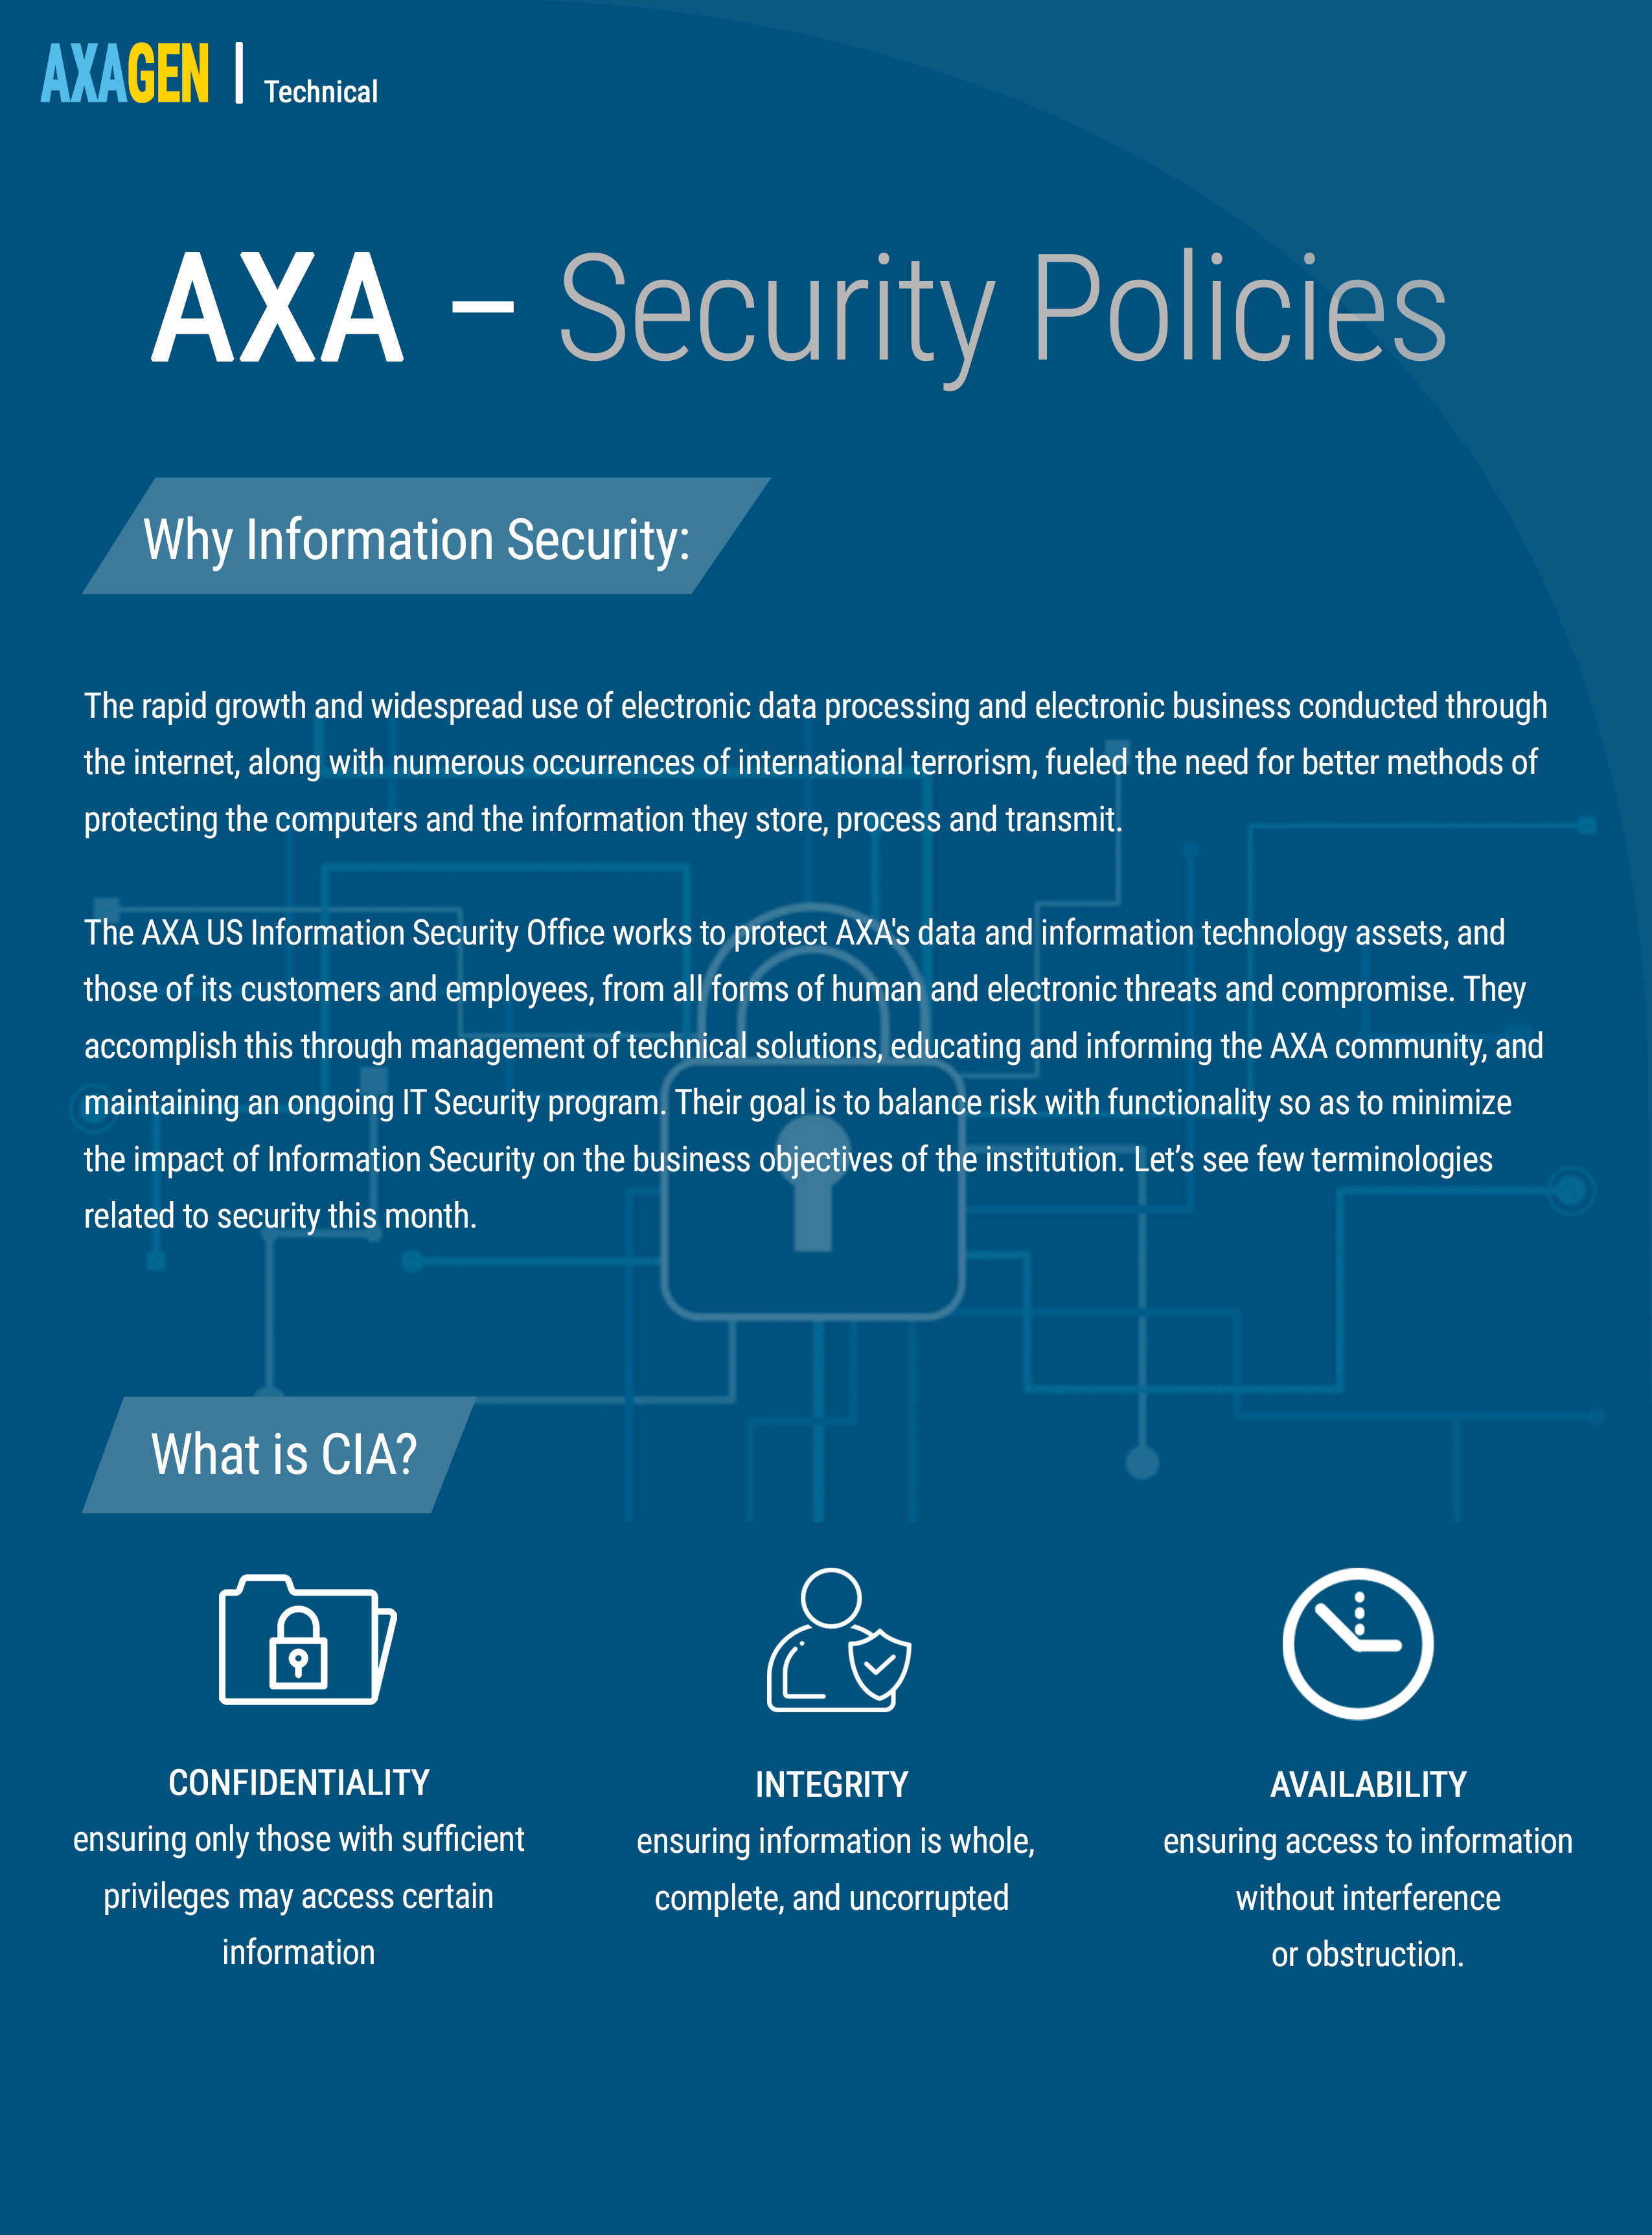 AXAGEN | Technical
AXA – Security Policies
Why Information Security:
The rapid growth and widespread use of electronic data processing and electronic business conducted through
the internet, along with numerous occurrences of international terrorism, fueled the need for better methods of
protecting the computers and the information they store, process and transmit.
The AXA US Information Security Office works to protect AXA's data and information technology assets, and
those of its customers and employees, from all forms of human and electronic threats and compromise. They
accomplish this through management of technical solutions, educating and informing the AXA community, and
maintaining an ongoing IT Security program. Their goal is to balance risk with functionality so as to minimize
the impact of Information Security on the business objectives of the institution. Let’s see few terminologies
related to security this month.
What is CIA?
CONFIDENTIALITY
ensuring only those with sufficient
privileges may access certain
information
INTEGRITY
ensuring information is whole,
complete, and uncorrupted
AVAILABILITY
ensuring access to information
without interference
or obstruction.